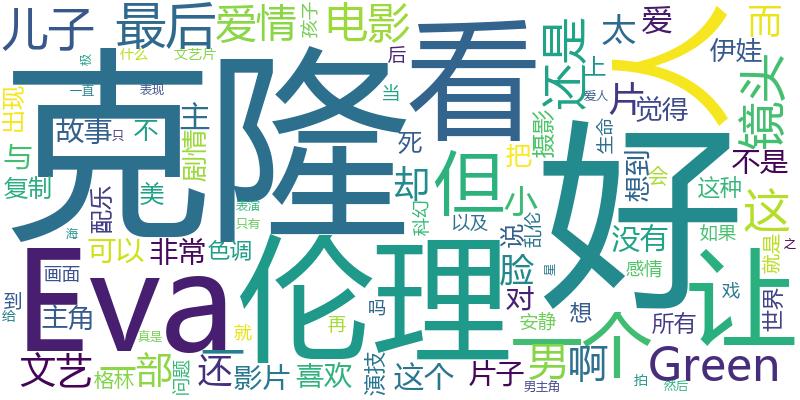 儿子
最后
爱情
孩子
电影
看
还是
太
爱
而
人
后
上
伊娃
极
文艺片
什么
克隆
片
觉得
镜头
出现
一直
表现
当
爱人
故事
只
不
主
剧情
死
好
摄影
生命
与
复制
美
配乐
却
但
把
小
想到
会
不是
这种
这
表演
只有
科幻
以及
说
乱伦
没有
如果
就是
之
海
可以
非常
色调
Eva
伦理
脸
星
感情
让
画面
戏
世界
到
给
主角
吗
对
安静
想
所有
真是
就
再
一个
文艺
一部
还
影片
喜欢
演技
这个
片子
男
啊
Green
格林
问题
男主角
拍
然后